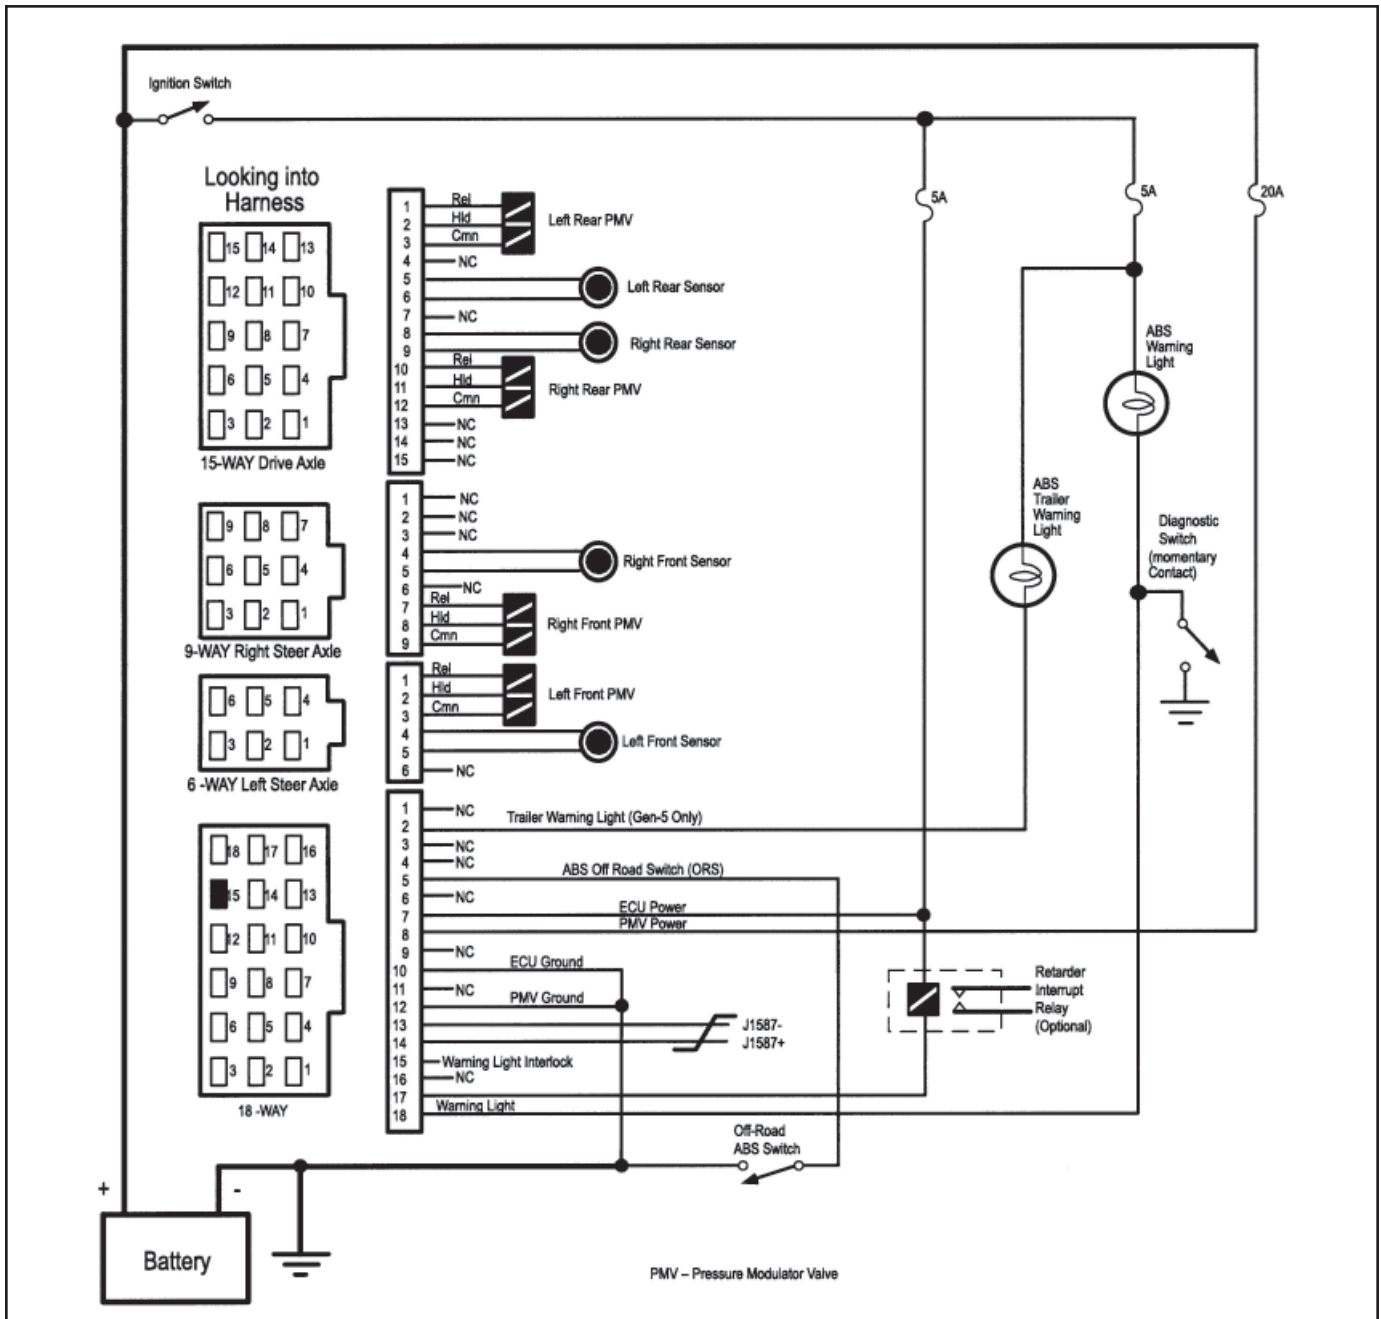 Ignition Switch
Looking into
Harness
15 14 13
12 11 10
9 8 7
6 5 4
3 2 1
15-WAY Drive Axle
9 8 7
6 5 4
3 2 1
9-WAY Right Steer Axle
6 5 4
3 2 1
6 -WAY Left Steer Axle
18 17 16
15 14 13
12 11 10
9 8 7
6 5 4
3 2 1
18 -WAY
1 Rel
2 Hld
3 Cmn
Left Rear PMV
4 NC
5
6
Left Rear Sensor
7 NC
8
9
Right Rear Sensor
10 Rel
11 Hld
12 Cmn
Right Rear PMV
13 NC
14 NC
15 NC
1 NC
2 NC
3 NC
4
5
Right Front Sensor
6 NC
7 Rel
8 Hld
9 Cmn
Right Front PMV
1 Rel
2 Hld
3 Cmn
Left Front PMV
4
5
Left Front Sensor
6 NC
1 NC
2 Trailer Warning Light (Gen-5 Only)
3 NC
4 NC
5 ABS Off Road Switch (ORS)
6 NC
7 ECU Power
8 PMV Power
9 NC
10 ECU Ground
11 NC
12 PMV Ground
13 J1587-
14 J1587+
15 Warning Light Interlock
16 NC
17
18 Warning Light
5A
5A
20A
ABS
Warning
Light
ABS
Trailer
Warning
Light
Diagnostic
Switch
(momentary
Contact)
Retarder
Interrupt
Relay
(Optional)
Off-Road
ABS Switch
+ -
Battery
PMV – Pressure Modulator Valve